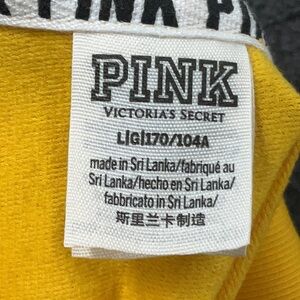 PINK P
PINK
VICTORIA'S SECRET
L|G|170/104A
made in Sri Lanka/fabriqué au
Sri Lanka/hecho en Sri Lanka/
fabbricato in Sri Lanka/
斯里兰卡制造